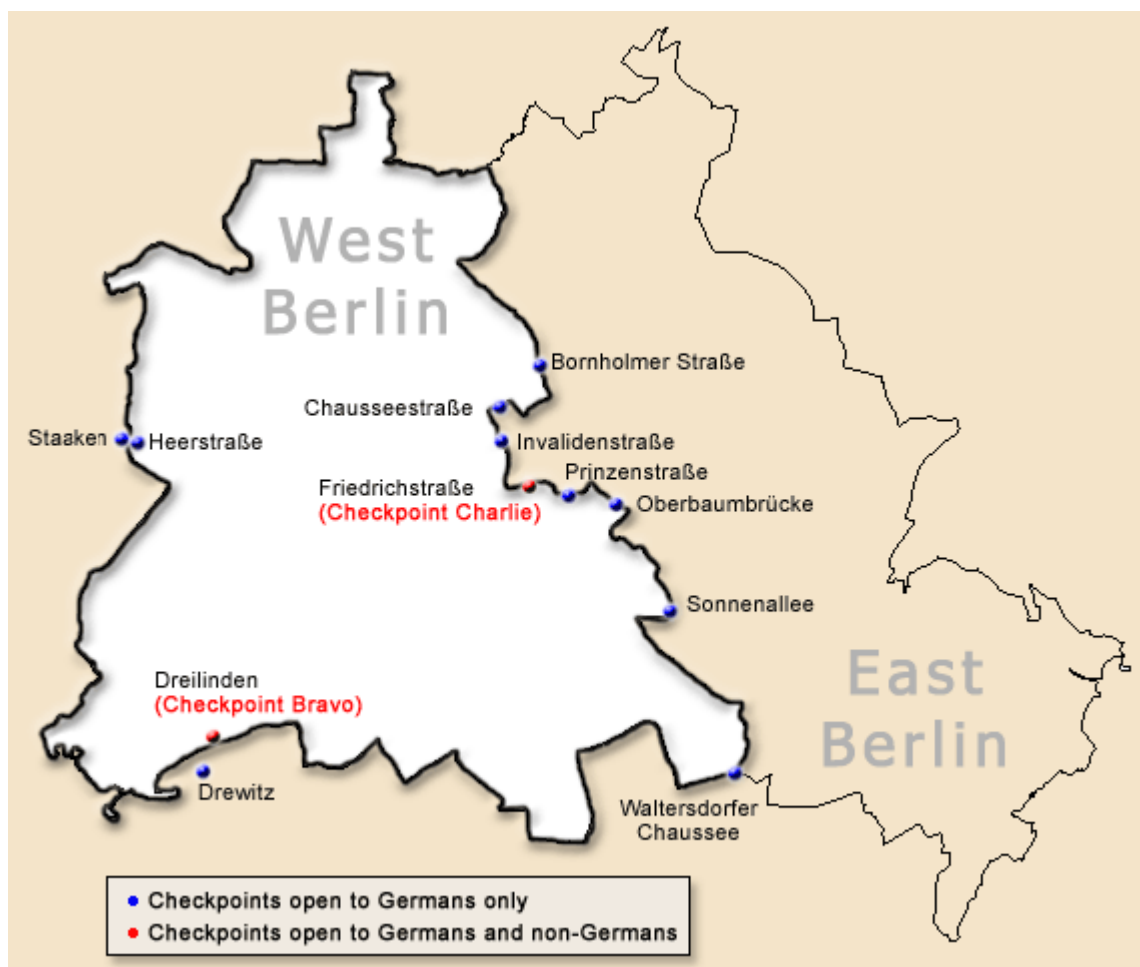 West
Berlin
Bornholmer Straße
Chausseestraße
Staaken
Heerstraße
Invalidenstraße
Prinzenstraße
Friedrichstraße
(Checkpoint Charlie)
Oberbaumbrücke
Sonnenallee
Dreilinden
(Checkpoint Bravo)
East
Berlin
Drewitz
Waltersdorfer
Chaussee
Checkpoints open to Germans only
Checkpoints open to Germans and non-Germans